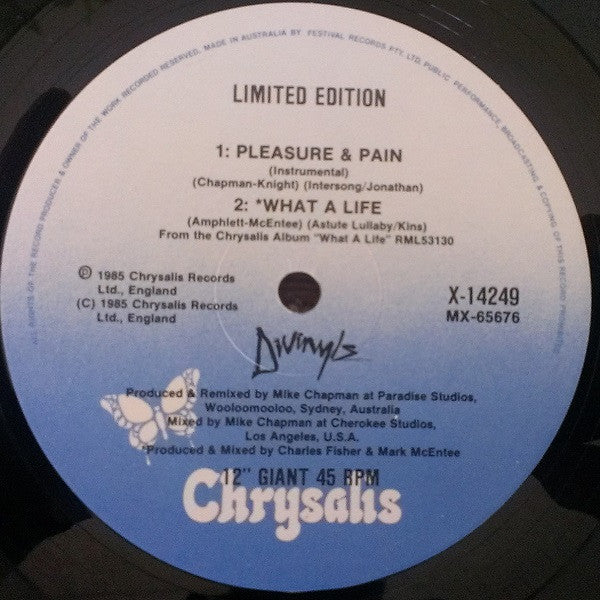 ALL RIGHTS OF THE RECORD PRODUCER & OWNER OF THE WORK RECORDED RESERVED. MADE IN AUSTRALIA BY FESTIVAL RECORDS PTY. LTD. PUBLIC PERFORMANCE, BROADCASTING & COPYING OF THIS RECORD PROHIBITED
LIMITED EDITION
1: PLEASURE & PAIN
(Instrumental)
(Chapman-Knight) (Intersong/Jonathan)
2: *WHAT A LIFE
(Amphlett-McEntee) (Astute Lullaby/Kins)
From the Chrysalis Album "What A Life" RML53130
℗ 1985 Chrysalis Records
Ltd., England
(C) 1985 Chrysalis Records
Ltd., England
X-14249
MX-65676
Divinyls
Produced & Remixed by Mike Chapman at Paradise Studios,
Wooloomooloo, Sydney, Australia
Mixed by Mike Chapman at Cherokee Studios,
Los Angeles, U.S.A.
*Produced & Mixed by Charles Fisher & Mark McEntee
12" GIANT 45 RPM
Chrysalis